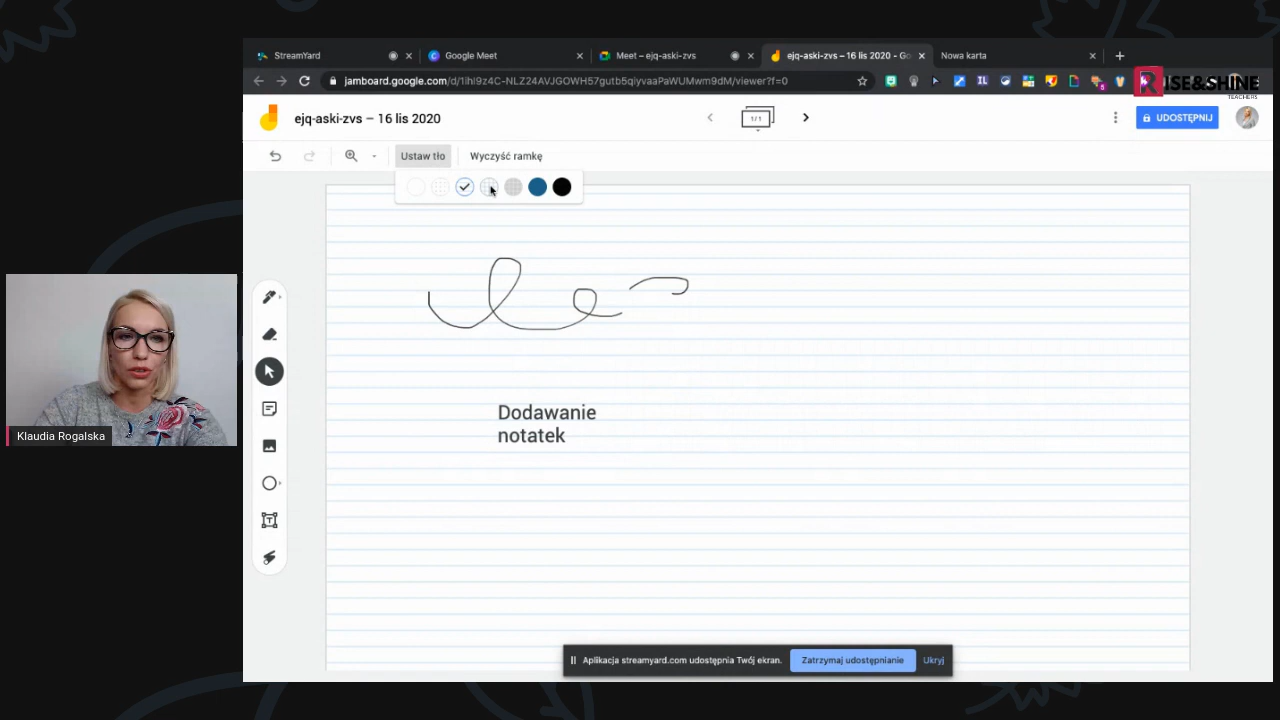 StreamYard
Google Meet
Meet – ejq-aski-zvs
ejq-aski-zvs – 16 lis 2020 - Go
Nowa karta
jamboard.google.com/d/1ihI9z4C-NLZ24AVJGOWH57gutb5qiyvaaPaWUMwm9dM/viewer?f=0
RISE&SHINE
TEACHERS
ejq-aski-zvs – 16 lis 2020
1/1
UDOSTĘPNIJ
Ustaw tło
Wyczyść ramkę
Dodawanie
notatek
Klaudia Rogalska
Aplikacja streamyard.com udostępnia Twój ekran.
Zatrzymaj udostępnianie
Ukryj